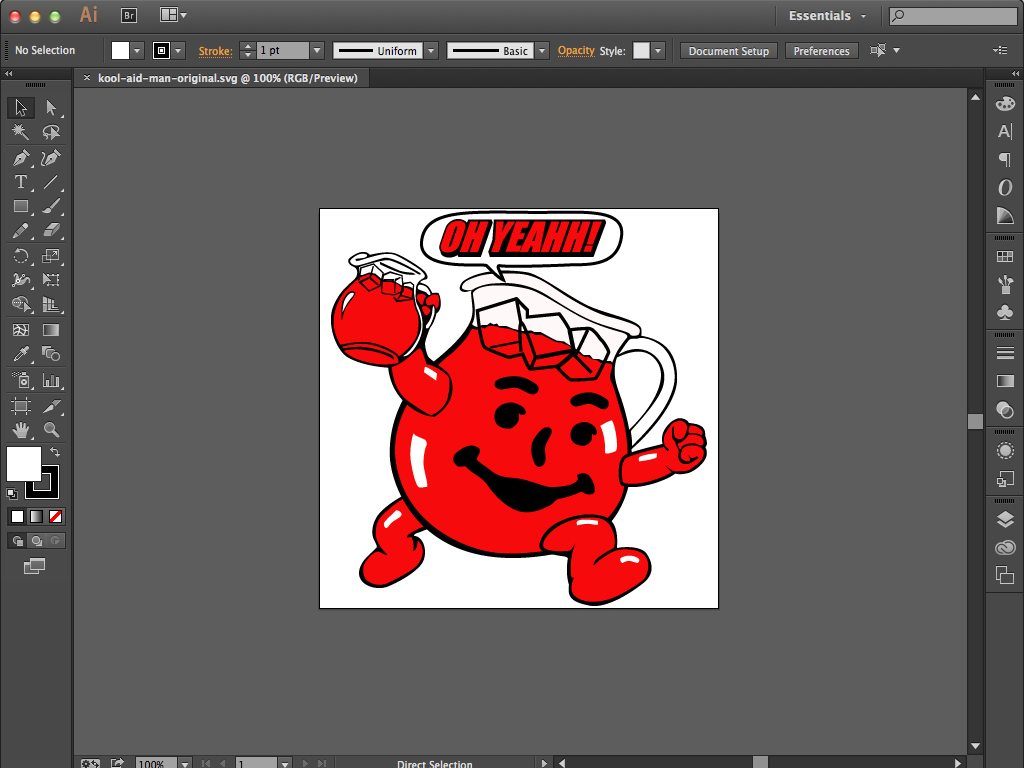 Ai Br Essentials
No Selection Stroke: 1 pt Uniform Basic Opacity Style: Document Setup Preferences
× kool-aid-man-original.svg @ 100% (RGB/Preview)
OH YEAHH!
100% 1 Direct Selection